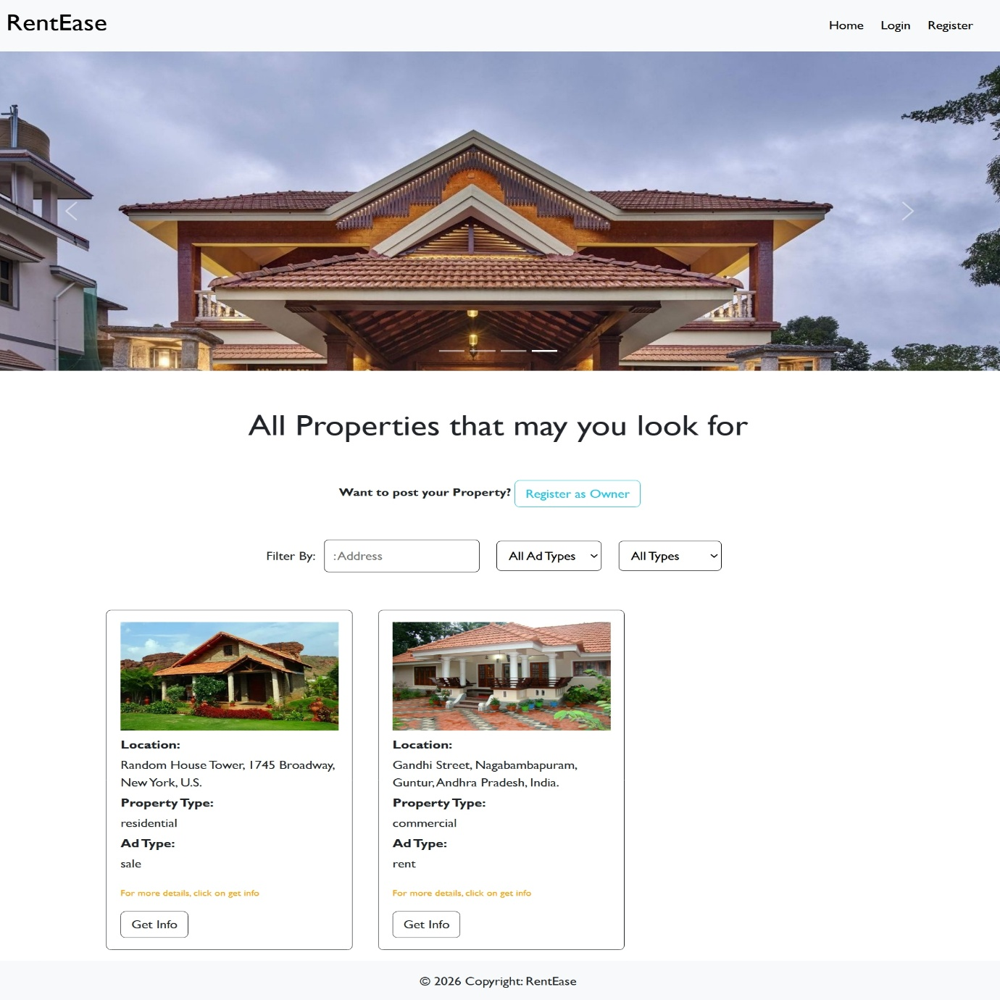 RentEase
Home Login Register
All Properties that may you look for
Want to post your Property? Register as Owner
Filter By: :Address All Ad Types All Types
Location:
Random House Tower, 1745 Broadway,
New York, U.S.
Property Type:
residential
Ad Type:
sale
For more details, click on get info
Get Info
Location:
Gandhi Street, Nagabambapuram,
Guntur, Andhra Pradesh, India.
Property Type:
commercial
Ad Type:
rent
For more details, click on get info
Get Info
© 2026 Copyright: RentEase